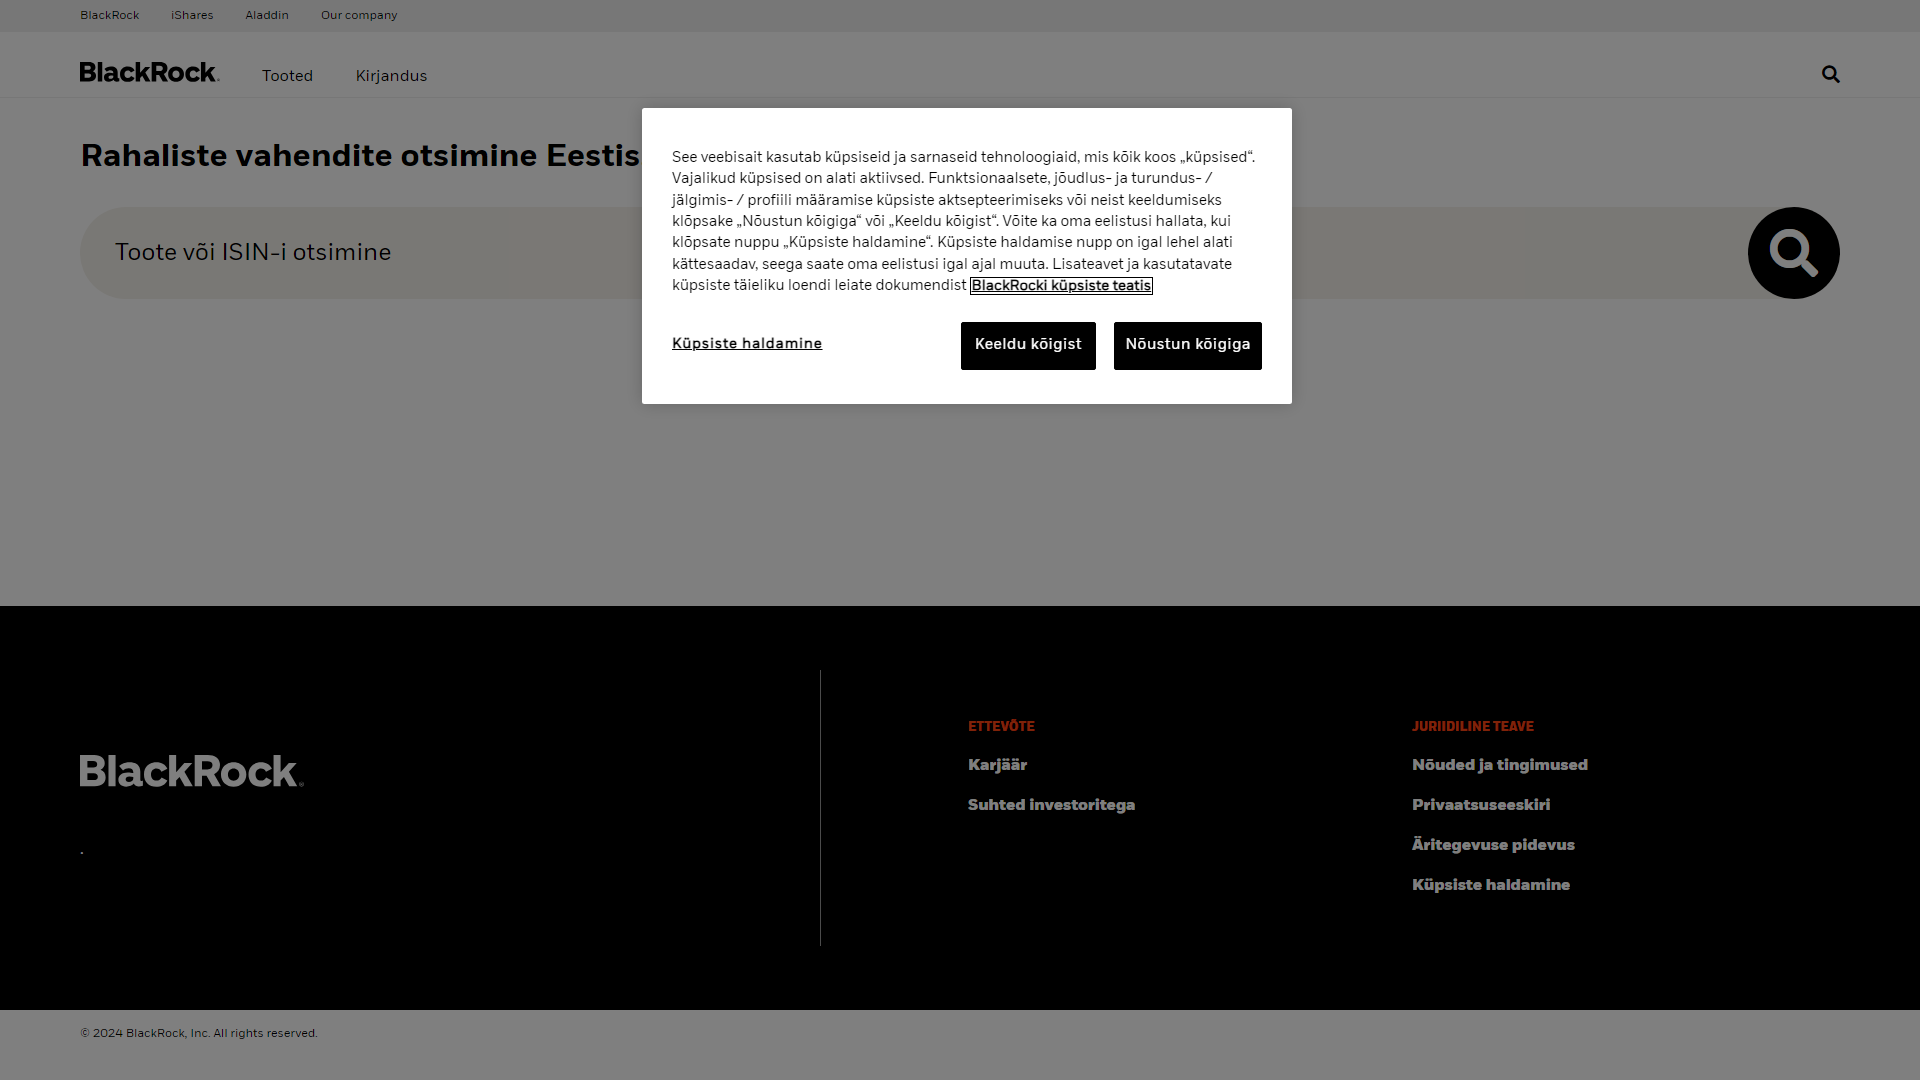 BlackRock iShares Aladdin Our company
BlackRock. Tooted Kirjandus
Rahaliste vahendite otsimine Eestis
Toote või ISIN-i otsimine
See veebisait kasutab küpsiseid ja sarnaseid tehnoloogiaid, mis kõik koos „küpsised“.
Vajalikud küpsised on alati aktiivsed. Funktsionaalsete, jõudlus- ja turundus- /
jälgimis- / profiili määramise küpsiste aktsepteerimiseks või neist keeldumiseks
klõpsake „Nõustun kõigiga“ või „Keeldu kõigist“. Võite ka oma eelistusi hallata, kui
klõpsate nuppu „Küpsiste haldamine“. Küpsiste haldamise nupp on igal lehel alati
kättesaadav, seega saate oma eelistusi igal ajal muuta. Lisateavet ja kasutatavate
küpsiste täieliku loendi leiate dokumendist BlackRocki küpsiste teatis
Küpsiste haldamine Keeldu kõigist Nõustun kõigiga
BlackRock®
.
ETTEVÕTE
Karjäär
Suhted investoritega
JURIIDILINE TEAVE
Nõuded ja tingimused
Privaatsuseeskiri
Äritegevuse pidevus
Küpsiste haldamine
© 2024 BlackRock, Inc. All rights reserved.